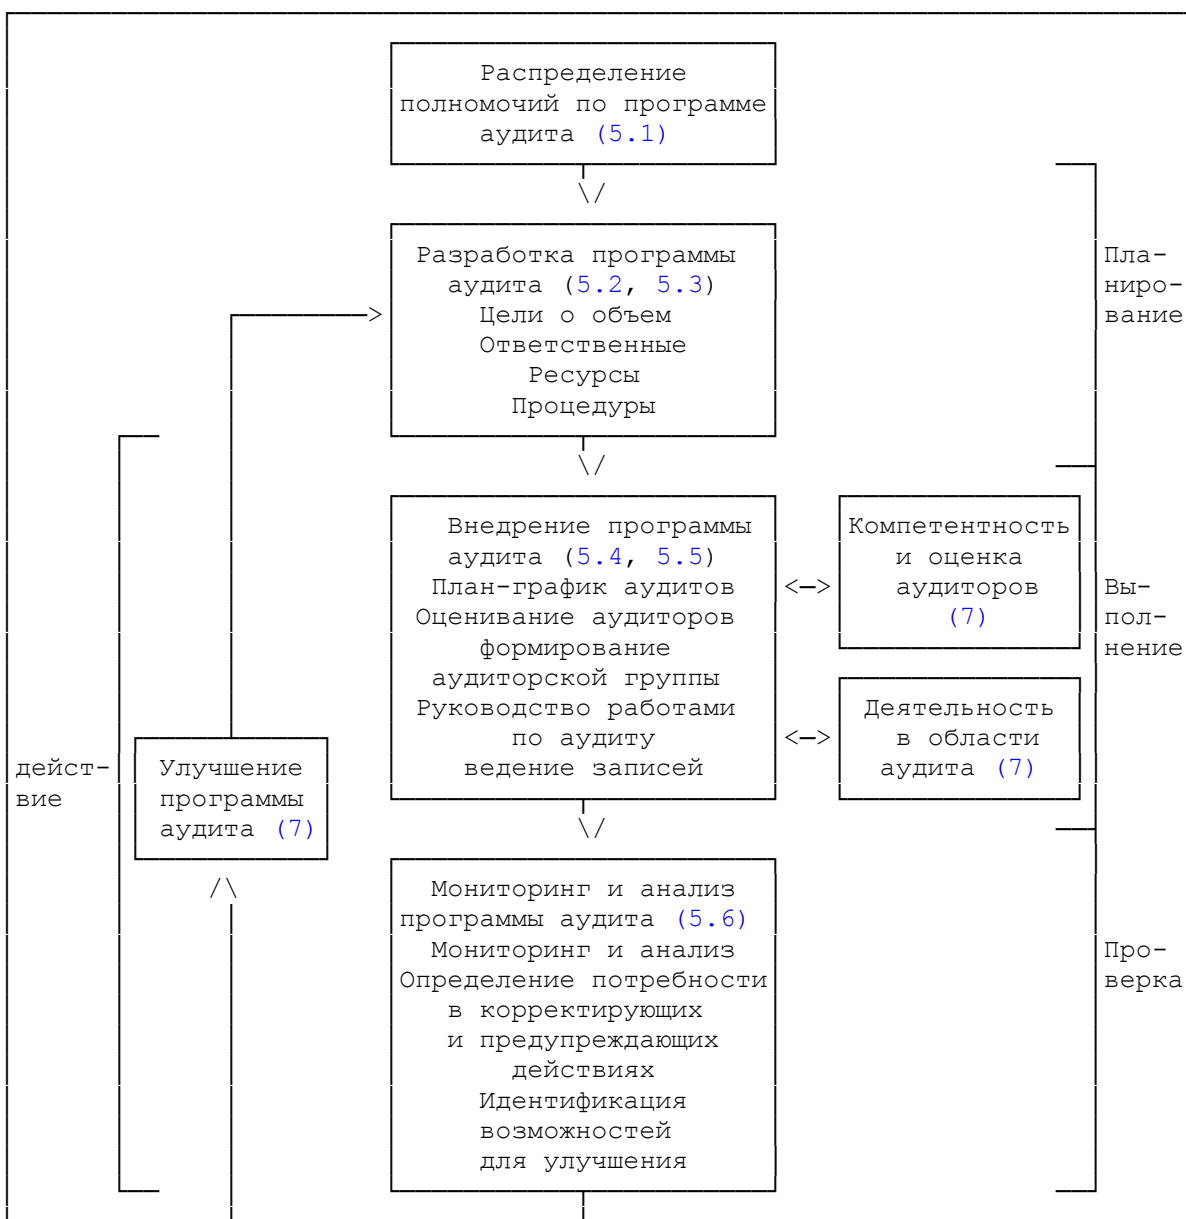 Распределение
полномочий по программе
аудита (5.1)
Разработка программы
аудита (5.2, 5.3)
Цели о объем
Ответственные
Ресурсы
Процедуры
Пла-
ниро-
вание
Внедрение программы
аудита (5.4, 5.5)
План-график аудитов
Оценивание аудиторов
формирование
аудиторской группы
Руководство работами
по аудиту
ведение записей
<->
Компетентность
и оценка
аудиторов
(7)
<->
Деятельность
в области
аудита (7)
Вы-
пол-
нение
дейст-
вие
Улучшение
программы
аудита (7)
Мониторинг и анализ
программы аудита (5.6)
Мониторинг и анализ
Определение потребности
в корректирующих
и предупреждающих
действиях
Идентификация
возможностей
для улучшения
Про-
верка